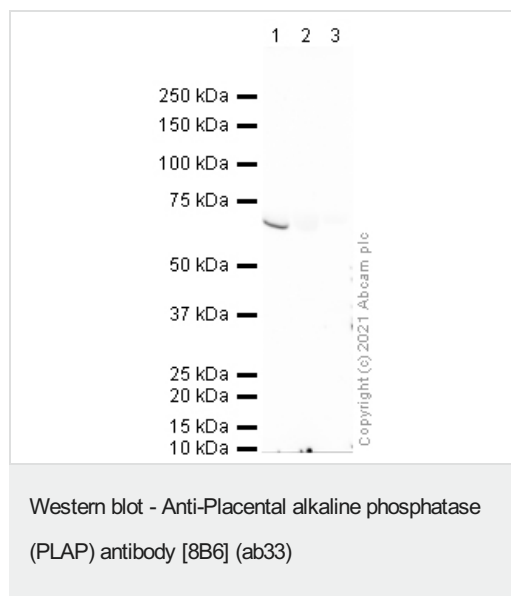 1 2 3
250 kDa
150 kDa
100 kDa
75 kDa
50 kDa
37 kDa
25 kDa
20 kDa
15 kDa
10 kDa
Copyright (c) 2021 Abcam plc
Western blot - Anti-Placental alkaline phosphatase
(PLAP) antibody [8B6] (ab33)